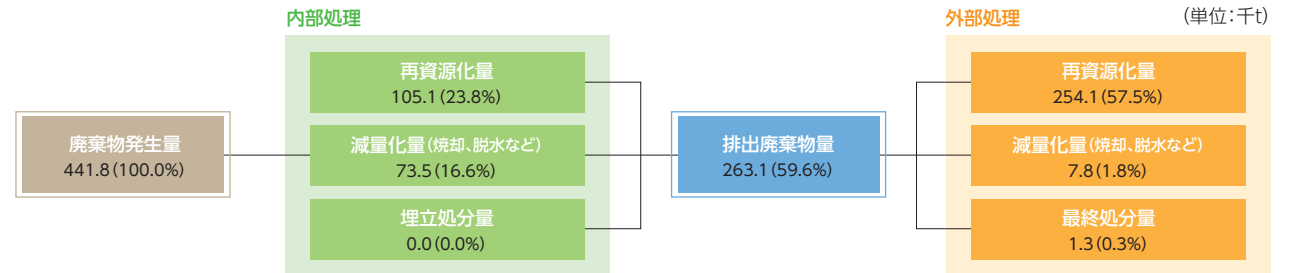 内部処理
外部処理
(単位:千t)
廃棄物発生量
441.8(100.0%)
再資源化量
105.1(23.8%)
減量化量(焼却、脱水など)
73.5(16.6%)
埋立処分量
0.0(0.0%)
排出廃棄物量
263.1(59.6%)
再資源化量
254.1(57.5%)
減量化量(焼却、脱水など)
7.8(1.8%)
最終処分量
1.3(0.3%)